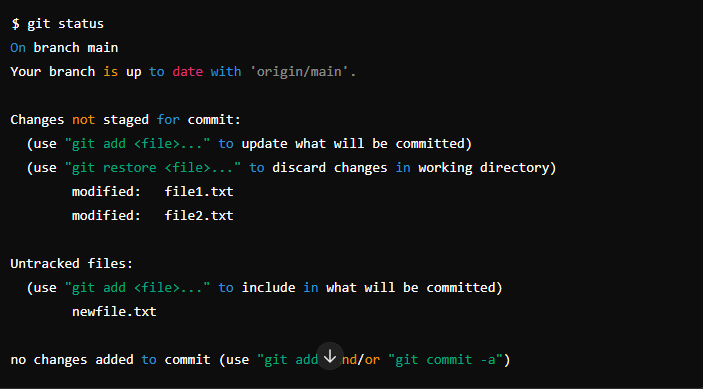 $ git status
On branch main
Your branch is up to date with 'origin/main'.
Changes not staged for commit:
(use "git add <file>..." to update what will be committed)
(use "git restore <file>..." to discard changes in working directory)
modified:   file1.txt
modified:   file2.txt
Untracked files:
(use "git add <file>..." to include in what will be committed)
newfile.txt
no changes added to commit (use "git add nd/or "git commit -a")